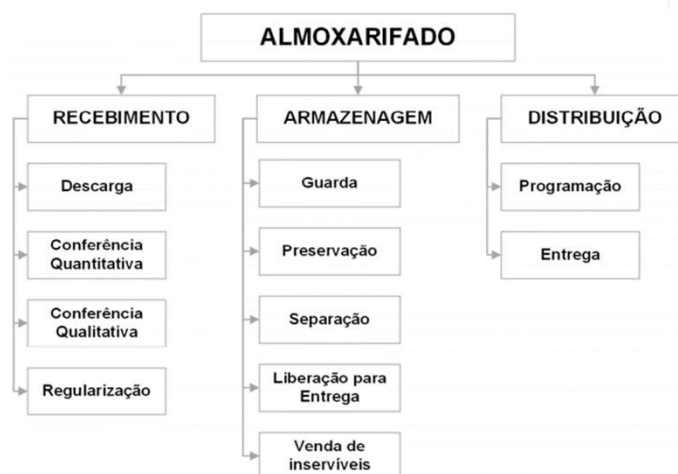 ALMOXARIFADO
RECEBIMENTO
Descarga
Conferência
Quantitativa
Conferência
Qualitativa
Regularização
ARMAZENAGEM
Guarda
Preservação
Separação
Liberação para
Entrega
Venda de
inservíveis
DISTRIBUIÇÃO
Programação
Entrega